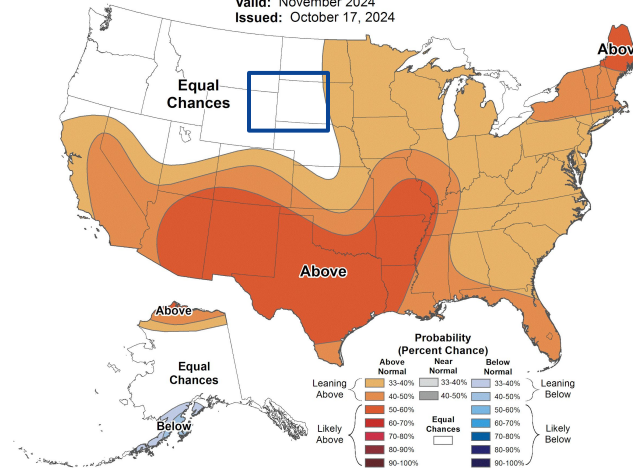 Valid: November 2024
Issued: October 17, 2024
Abov
Equal
Chances
Above
Above
Equal
Chances
Below
Probability
(Percent Chance)
Above
Normal
Near
Normal
Below
Normal
Leaning
Above
33-40%
33-40%
33-40%
Leaning
Below
40-50%
40-50%
40-50%
Likely
Above
50-60%
60-70%
70-80%
80-90%
90-100%
Equal
Chances
50-60%
60-70%
70-80%
80-90%
90-100%
Likely
Below